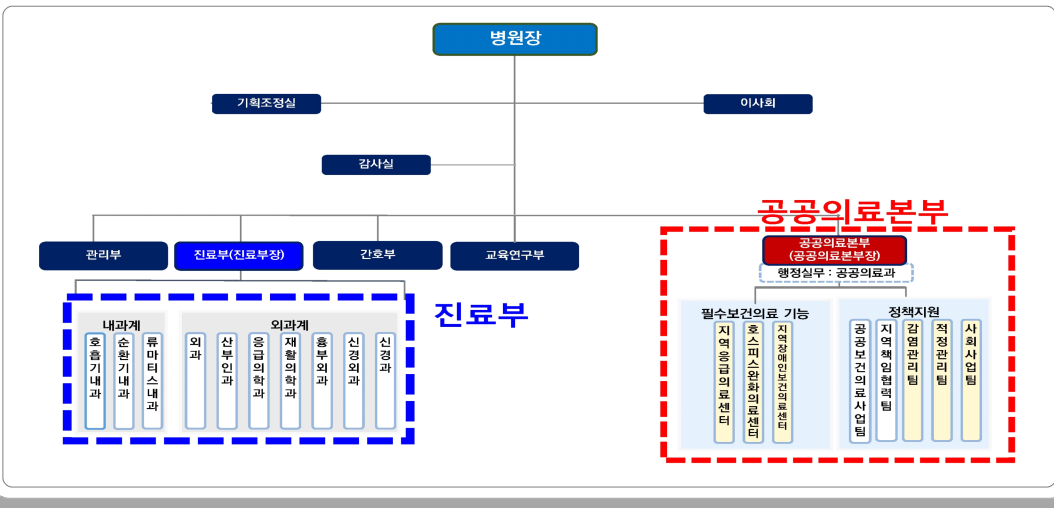 병원장
기획조정실
이사회
감사실
공공의료본부
관리부
진료부(진료부장)
간호부
교육연구부
공공의료본부
(공공의료본부장)
행정실무 : 공공의료과
진료부
내과계
호흡기내과
순환기내과
류마티스내과
외과계
외과
산부인과
응급의학과
재활의학과
흉부외과
신경외과
신경과
필수보건의료 기능
지역응급의료센터
호스피스완화의료센터
지역장애인보건의료센터
정책지원
공공보건의료사업팀
지역책임협력팀
감염관리팀
적정관리팀
사회사업팀